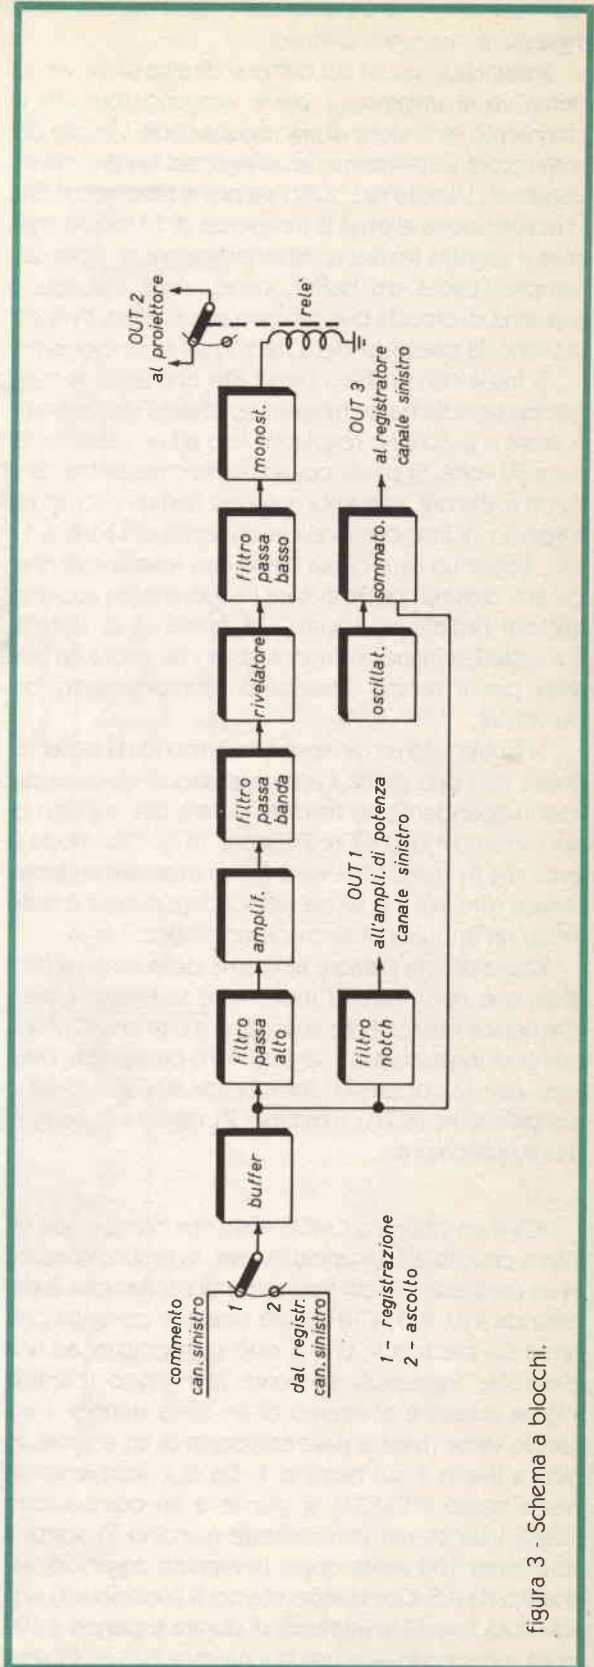 commento
can. sinistro
1
2
dal registr.
can. sinistro
1 - registrazione
2 - ascolto
buffer
filtro
passa
alto
amplif.
filtro
passa
banda
rivelatore
filtro
passa
basso
monost.
OUT 2
al proiettore
relè
filtro
notch
OUT 1
all'ampli. di potenza
canale sinistro
oscillat.
sommato.
OUT 3
al registratore
canale sinistro
figura 3 - Schema a blocchi.